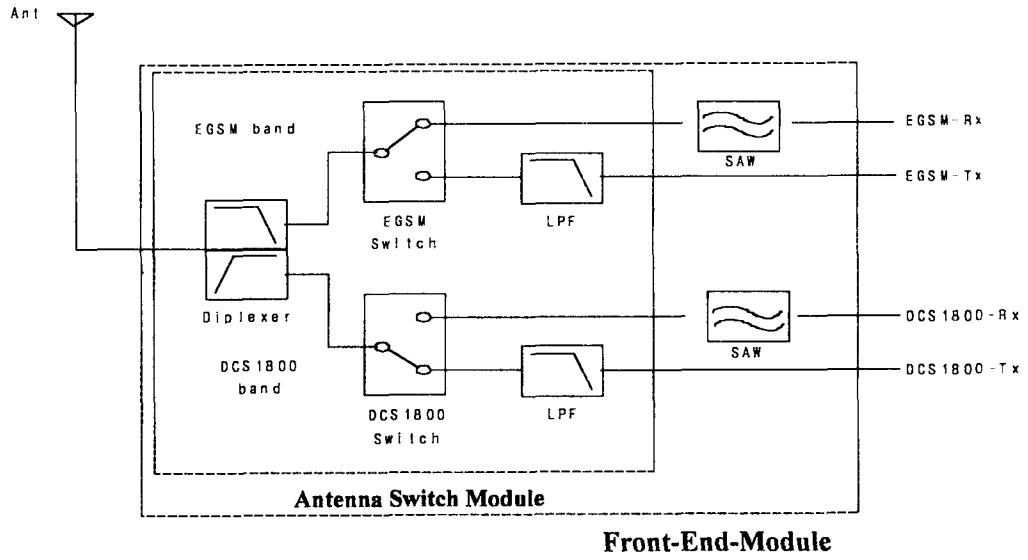 Ant
EGSM band
EGSM
Switch
SAW
EGSM-Rx
EGSM-Tx
LPF
Diplexer
DCS1800
band
DCS1800
Switch
SAW
DCS1800-Rx
DCS1800-Tx
LPF
Antenna Switch Module
Front-End-Module